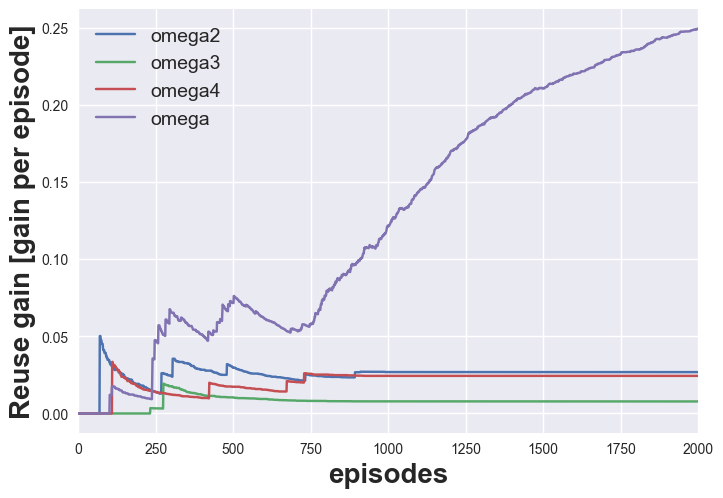 Reuse gain [gain per episode]
0.25
0.20
0.15
0.10
0.05
0.00
omega2
omega3
omega4
omega
0 250 500 750 1000 1250 1500 1750 2000
episodes